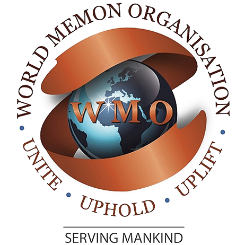 WORLD MEMON ORGANISATION
WMO
• UNITE • UPHOLD • UPLIFT •
SERVING MANKIND